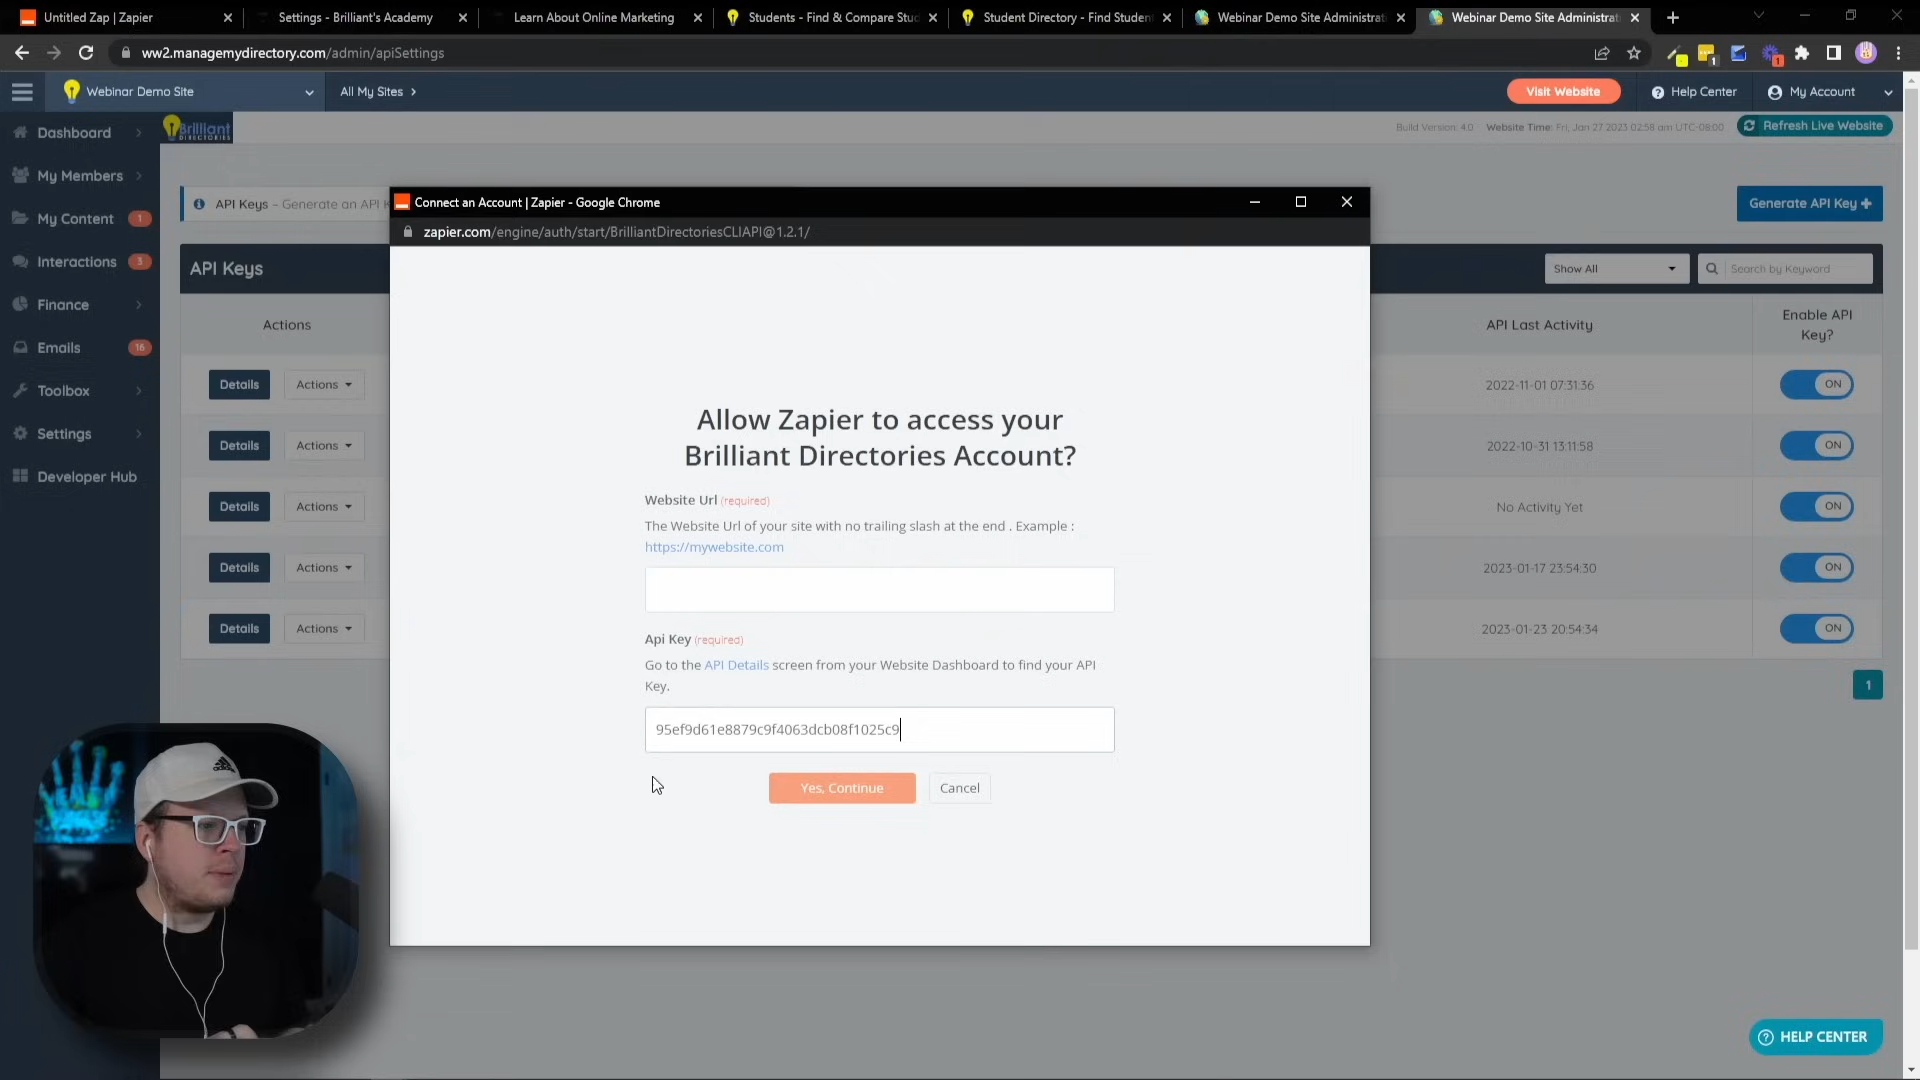 Untitled Zap | Zapier
Settings - Brilliant's Academy
Learn About Online Marketing
Students - Find & Compare Stu
Student Directory - Find Studen
Webinar Demo Site Administrat
Webinar Demo Site Administrat
ww2.managemydirectory.com/admin/apiSettings
1
1
Webinar Demo Site
All My Sites
Visit Website
Help Center
My Account
Brilliant
DIRECTORIES
Build Version: 4.0
Website Time: Fri, Jan 27 2023 02:58 am UTC-08:00
Refresh Live Website
Dashboard
My Members
My Content 1
Interactions 3
Finance
Emails 16
Toolbox
Settings
Developer Hub
API Keys – Generate an API K
Generate API Key
API Keys
Show All
Search by Keyword
Actions
API Last Activity
Enable API
Key?
Details Actions 2022-11-01 07:31:36 ON
Details Actions 2022-10-31 13:11:58 ON
Details Actions No Activity Yet ON
Details Actions 2023-01-17 23:54:30 ON
Details Actions 2023-01-23 20:54:34 ON
1
Connect an Account | Zapier - Google Chrome
zapier.com/engine/auth/start/BrilliantDirectoriesCLIAPI@1.2.1/
Allow Zapier to access your
Brilliant Directories Account?
Website Url (required)
The Website Url of your site with no trailing slash at the end . Example :
https://mywebsite.com
Api Key (required)
Go to the API Details screen from your Website Dashboard to find your API
Key.
95ef9d61e8879c9f4063dcb08f1025c9
Yes, Continue
Cancel
HELP CENTER